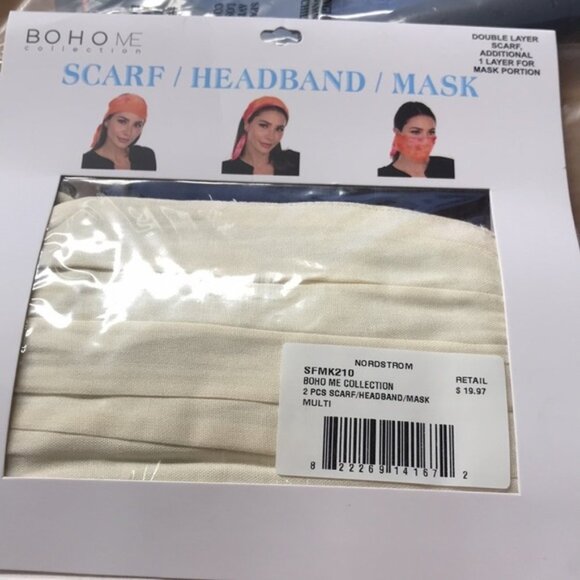 BOHO ME
collection
DOUBLE LAYER
SCARF,
ADDITIONAL
1 LAYER FOR
MASK PORTION
SCARF / HEADBAND / MASK
NORDSTROM
SFMK210
BOHO ME COLLECTION
2 PCS SCARF/HEADBAND/MASK
MULTI
RETAIL
$ 19.97
8 22269 14167 2